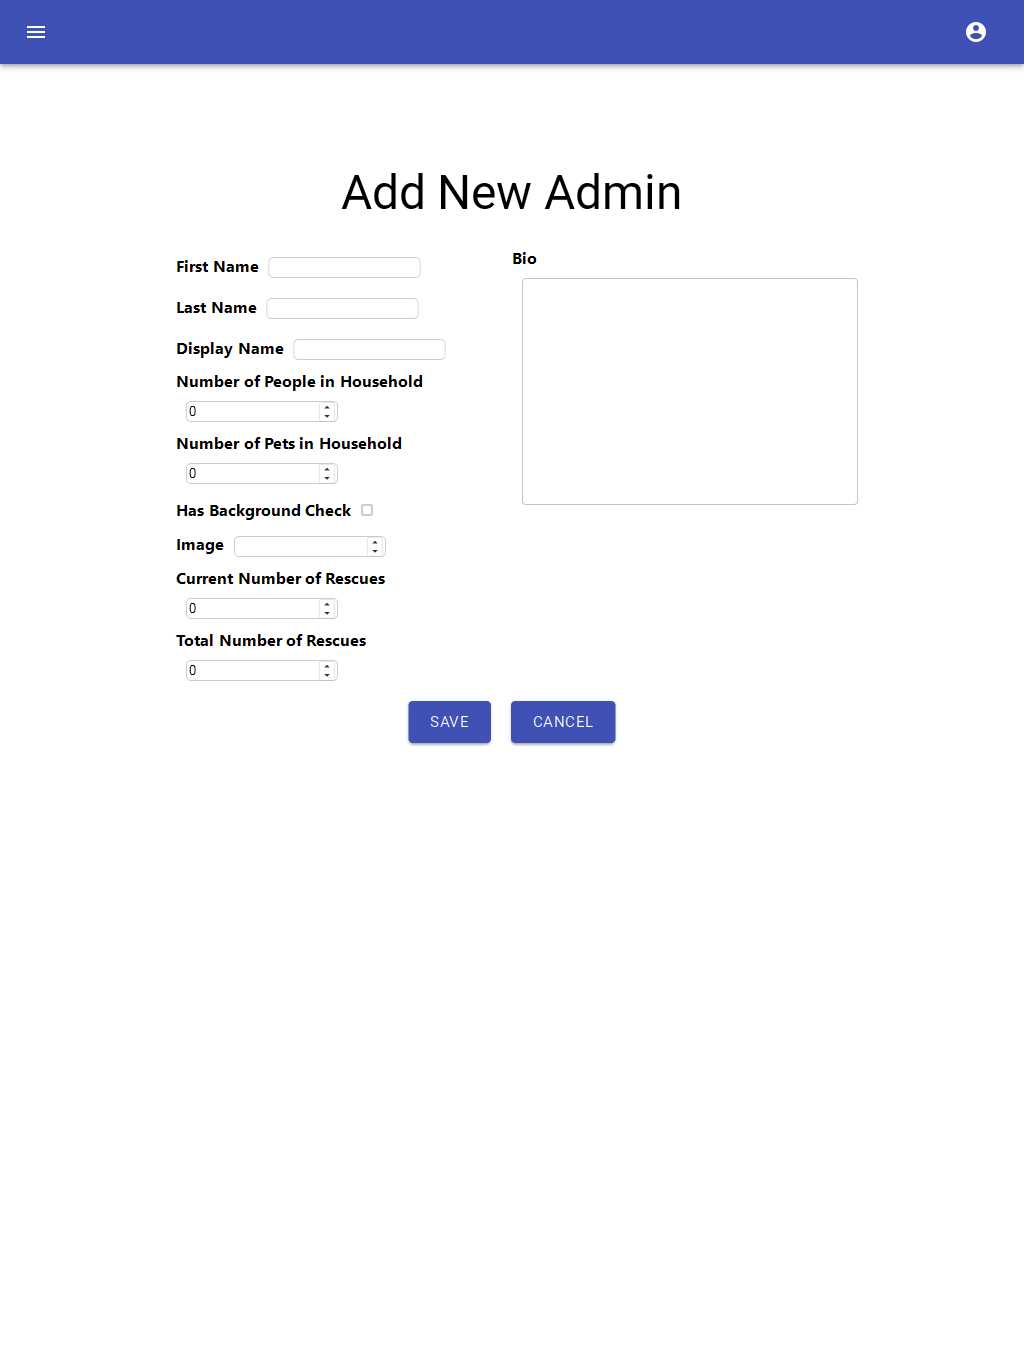 Add New Admin
First Name
Last Name
Display Name
Number of People in Household
0
Number of Pets in Household
0
Has Background Check
Image
Current Number of Rescues
0
Total Number of Rescues
0
Bio
SAVE CANCEL